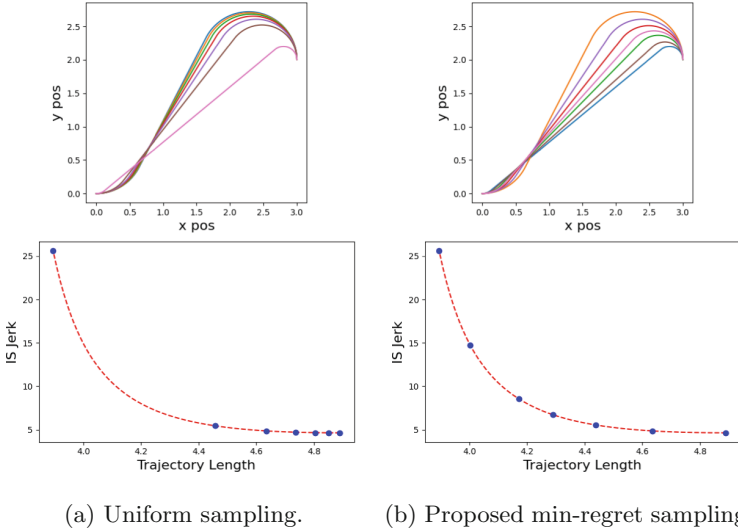 2.5
2.0
1.5
1.0
0.5
0.0
y pos
0.0 0.5 1.0 1.5 2.0 2.5 3.0
x pos
2.5
2.0
1.5
1.0
0.5
0.0
y pos
0.0 0.5 1.0 1.5 2.0 2.5 3.0
x pos
25
20
15
10
5
IS Jerk
4.0 4.2 4.4 4.6 4.8
Trajectory Length
25
20
15
10
5
IS Jerk
4.0 4.2 4.4 4.6 4.8
Trajectory Length
(a) Uniform sampling.
(b) Proposed min-regret sampling